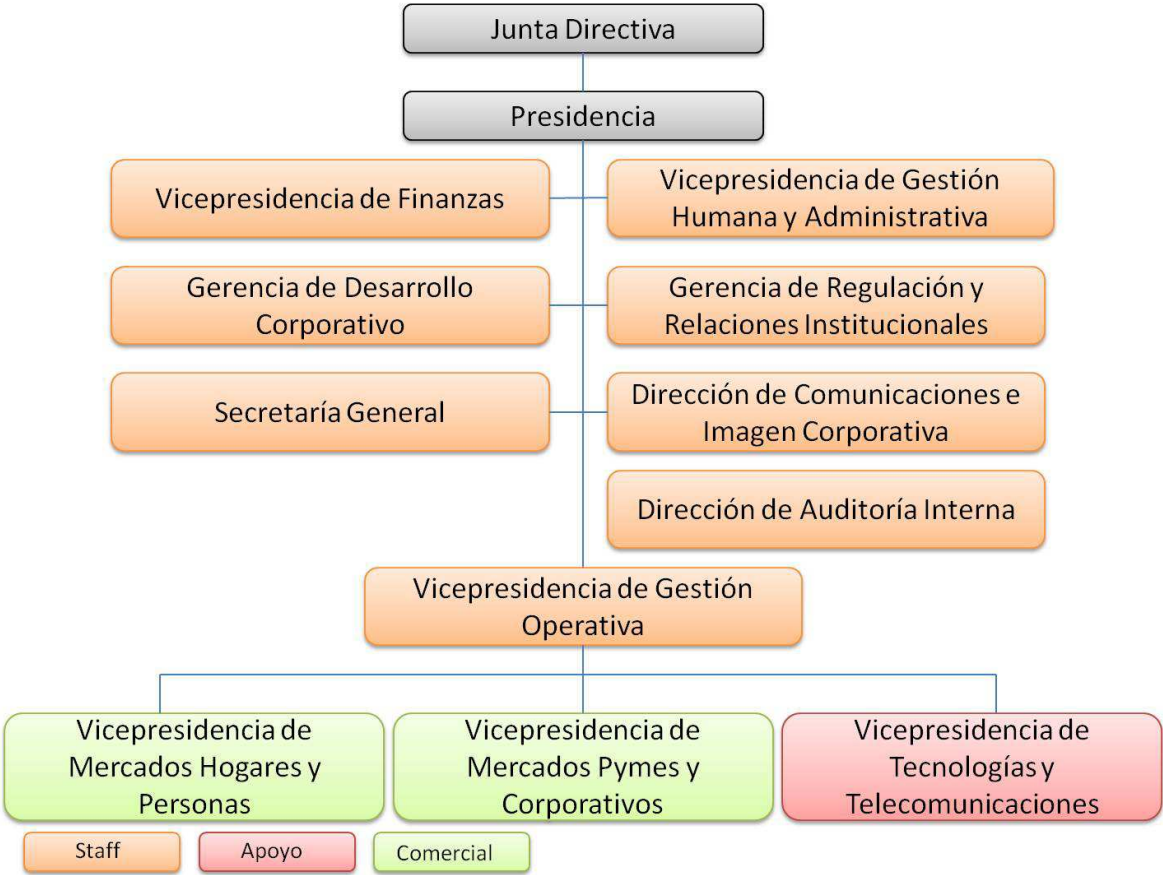 Junta Directiva
Presidencia
Vicepresidencia de Finanzas
Vicepresidencia de Gestión
Humana y Administrativa
Gerencia de Desarrollo
Corporativo
Gerencia de Regulación y
Relaciones Institucionales
Secretaría General
Dirección de Comunicaciones e
Imagen Corporativa
Dirección de Auditoría Interna
Vicepresidencia de Gestión
Operativa
Vicepresidencia de
Mercados Hogares y
Personas
Vicepresidencia de
Mercados Pymes y
Corporativos
Vicepresidencia de
Tecnologías y
Telecomunicaciones
Staff
Apoyo
Comercial